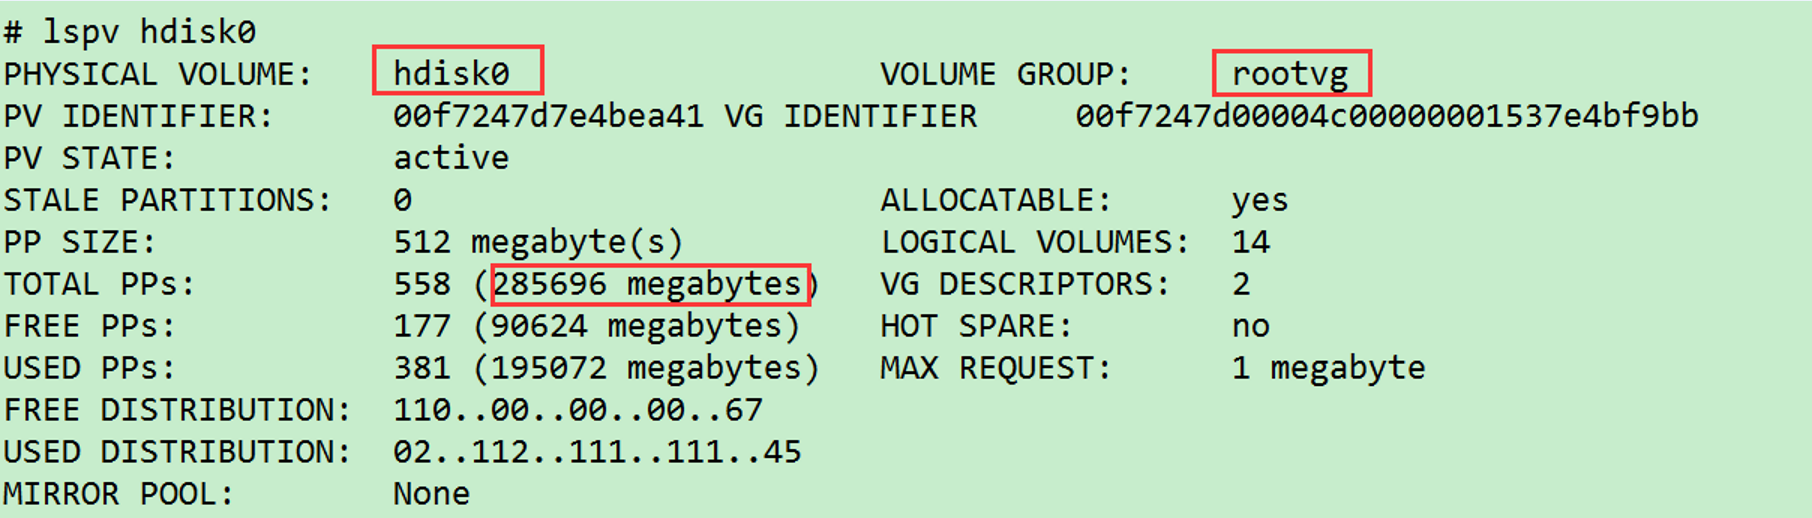 # lspv hdisk0
PHYSICAL VOLUME:    hdisk0                   VOLUME GROUP:     rootvg
PV IDENTIFIER:      00f7247d7e4bea41 VG IDENTIFIER     00f7247d00004c00000001537e4bf9bb
PV STATE:           active
STALE PARTITIONS:   0                        ALLOCATABLE:      yes
PP SIZE:            512 megabyte(s)          LOGICAL VOLUMES:  14
TOTAL PPs:          558 (285696 megabytes)   VG DESCRIPTORS:   2
FREE PPs:           177 (90624 megabytes)    HOT SPARE:        no
USED PPs:           381 (195072 megabytes)   MAX REQUEST:      1 megabyte
FREE DISTRIBUTION:  110..00..00..00..67
USED DISTRIBUTION:  02..112..111..111..45
MIRROR POOL:        None